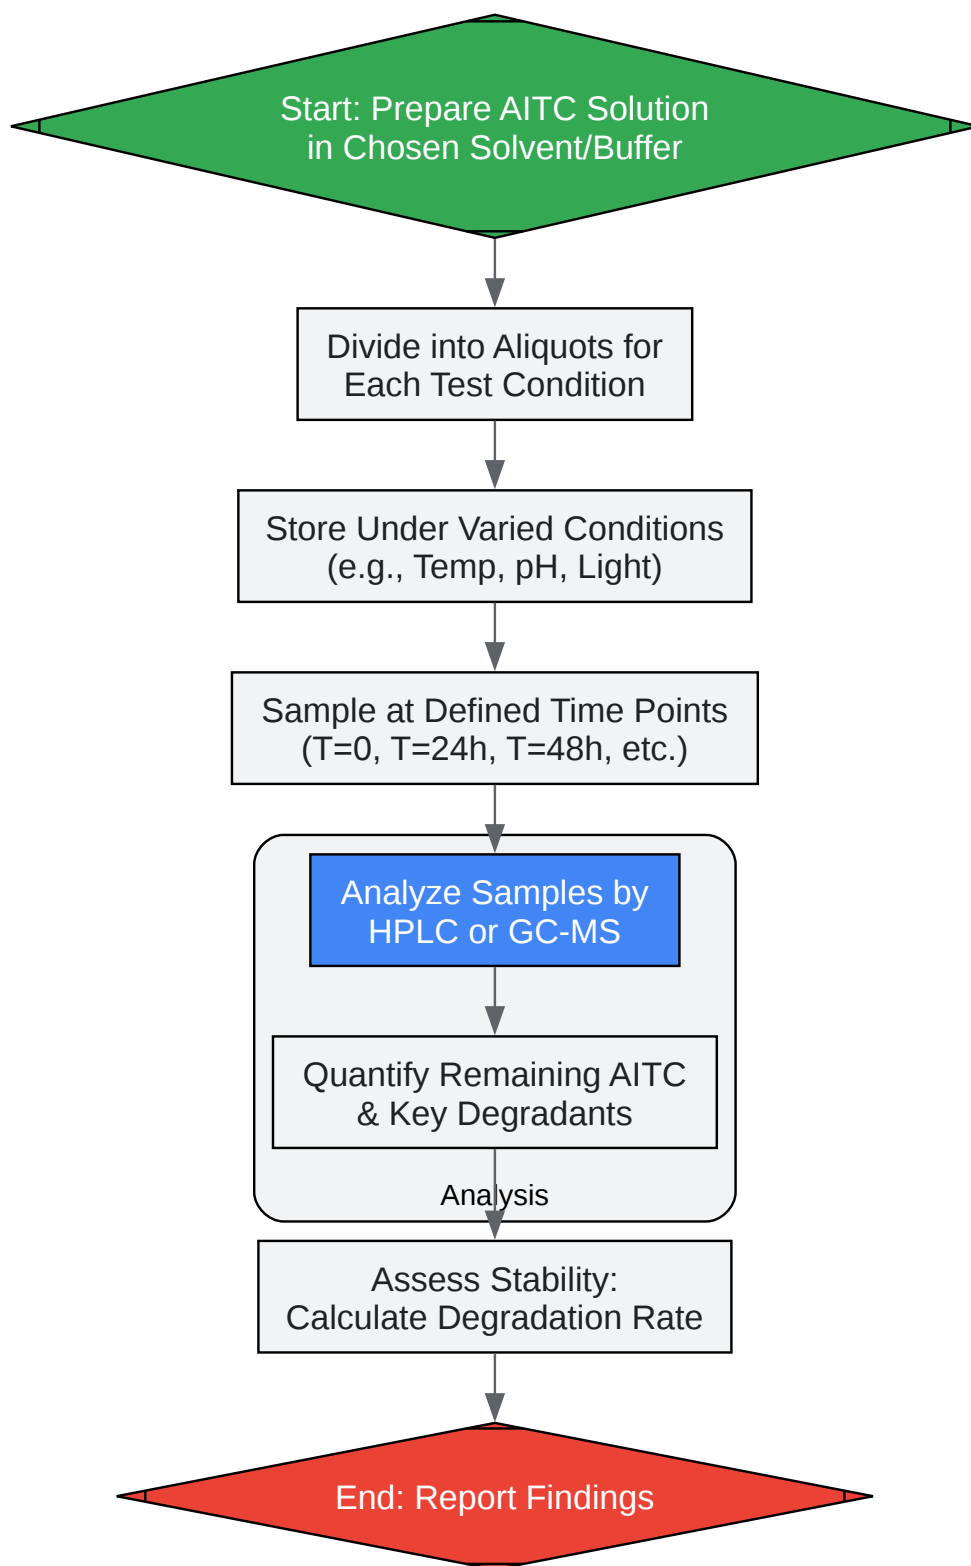 Start: Prepare AITC Solution
in Chosen Solvent/Buffer
Divide into Aliquots for
Each Test Condition
Store Under Varied Conditions
(e.g., Temp, pH, Light)
Sample at Defined Time Points
(T=0, T=24h, T=48h, etc.)
Analyze Samples by
HPLC or GC-MS
Quantify Remaining AITC
& Key Degradants
Analysis
Assess Stability:
Calculate Degradation Rate
End: Report Findings